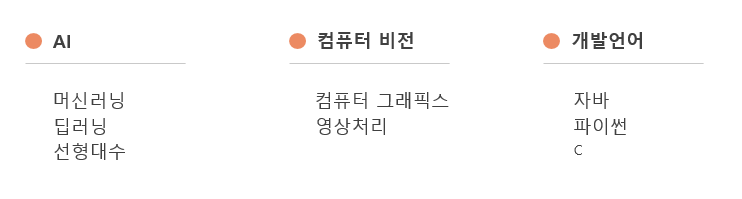 AI
머신러닝
딥러닝
선형대수
컴퓨터 비전
컴퓨터 그래픽스
영상처리
개발언어
자바
파이썬
C